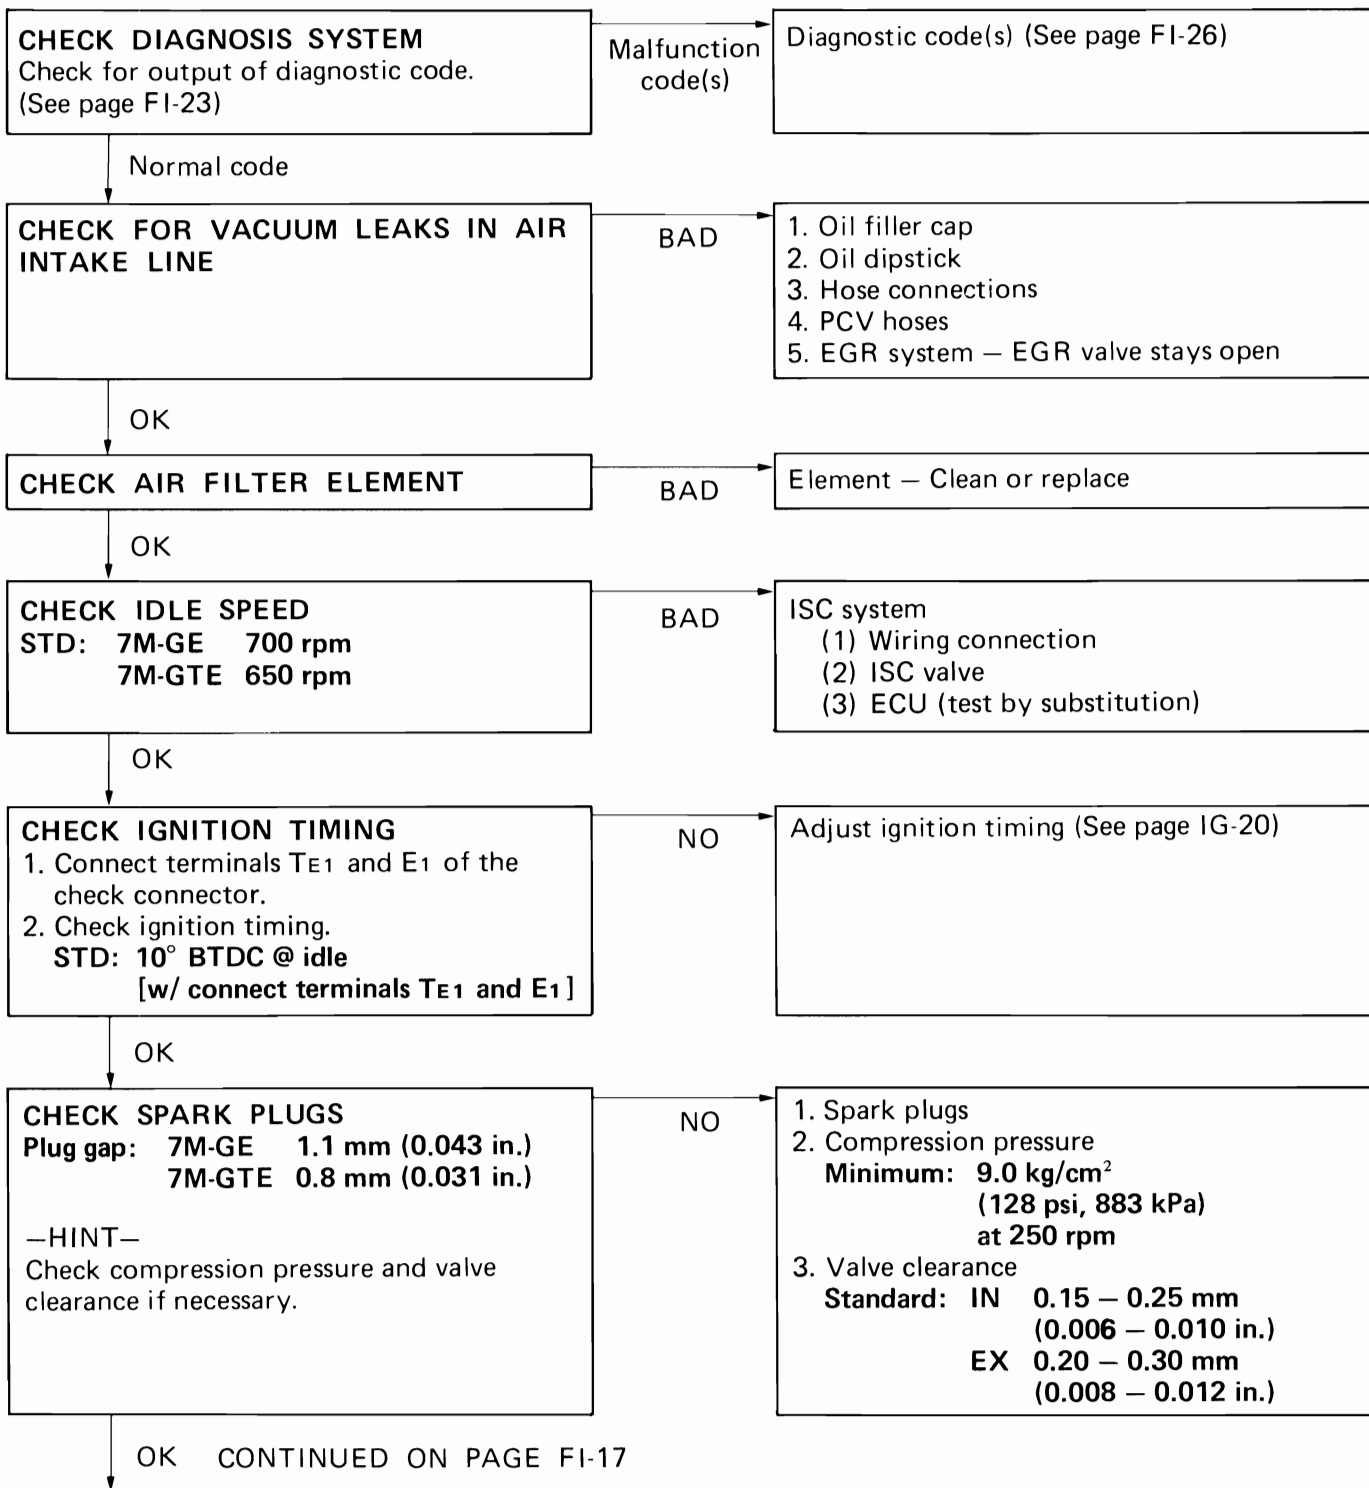 CHECK DIAGNOSIS SYSTEM
Check for output of diagnostic code.
(See page FI-23)
Malfunction
code(s)
Diagnostic code(s) (See page FI-26)
Normal code
CHECK FOR VACUUM LEAKS IN AIR
INTAKE LINE
BAD
1. Oil filler cap
2. Oil dipstick
3. Hose connections
4. PCV hoses
5. EGR system — EGR valve stays open
OK
CHECK AIR FILTER ELEMENT
BAD
Element — Clean or replace
OK
CHECK IDLE SPEED
STD: 7M-GE 700 rpm
7M-GTE 650 rpm
BAD
ISC system
(1) Wiring connection
(2) ISC valve
(3) ECU (test by substitution)
OK
CHECK IGNITION TIMING
1. Connect terminals TE1 and E1 of the
check connector.
2. Check ignition timing.
STD: 10° BTDC @ idle
[w/ connect terminals TE1 and E1]
NO
Adjust ignition timing (See page IG-20)
OK
CHECK SPARK PLUGS
Plug gap: 7M-GE 1.1 mm (0.043 in.)
7M-GTE 0.8 mm (0.031 in.)
—HINT—
Check compression pressure and valve
clearance if necessary.
NO
1. Spark plugs
2. Compression pressure
Minimum: 9.0 kg/cm²
(128 psi, 883 kPa)
at 250 rpm
3. Valve clearance
Standard: IN 0.15 — 0.25 mm
(0.006 — 0.010 in.)
EX 0.20 — 0.30 mm
(0.008 — 0.012 in.)
OK CONTINUED ON PAGE FI-17